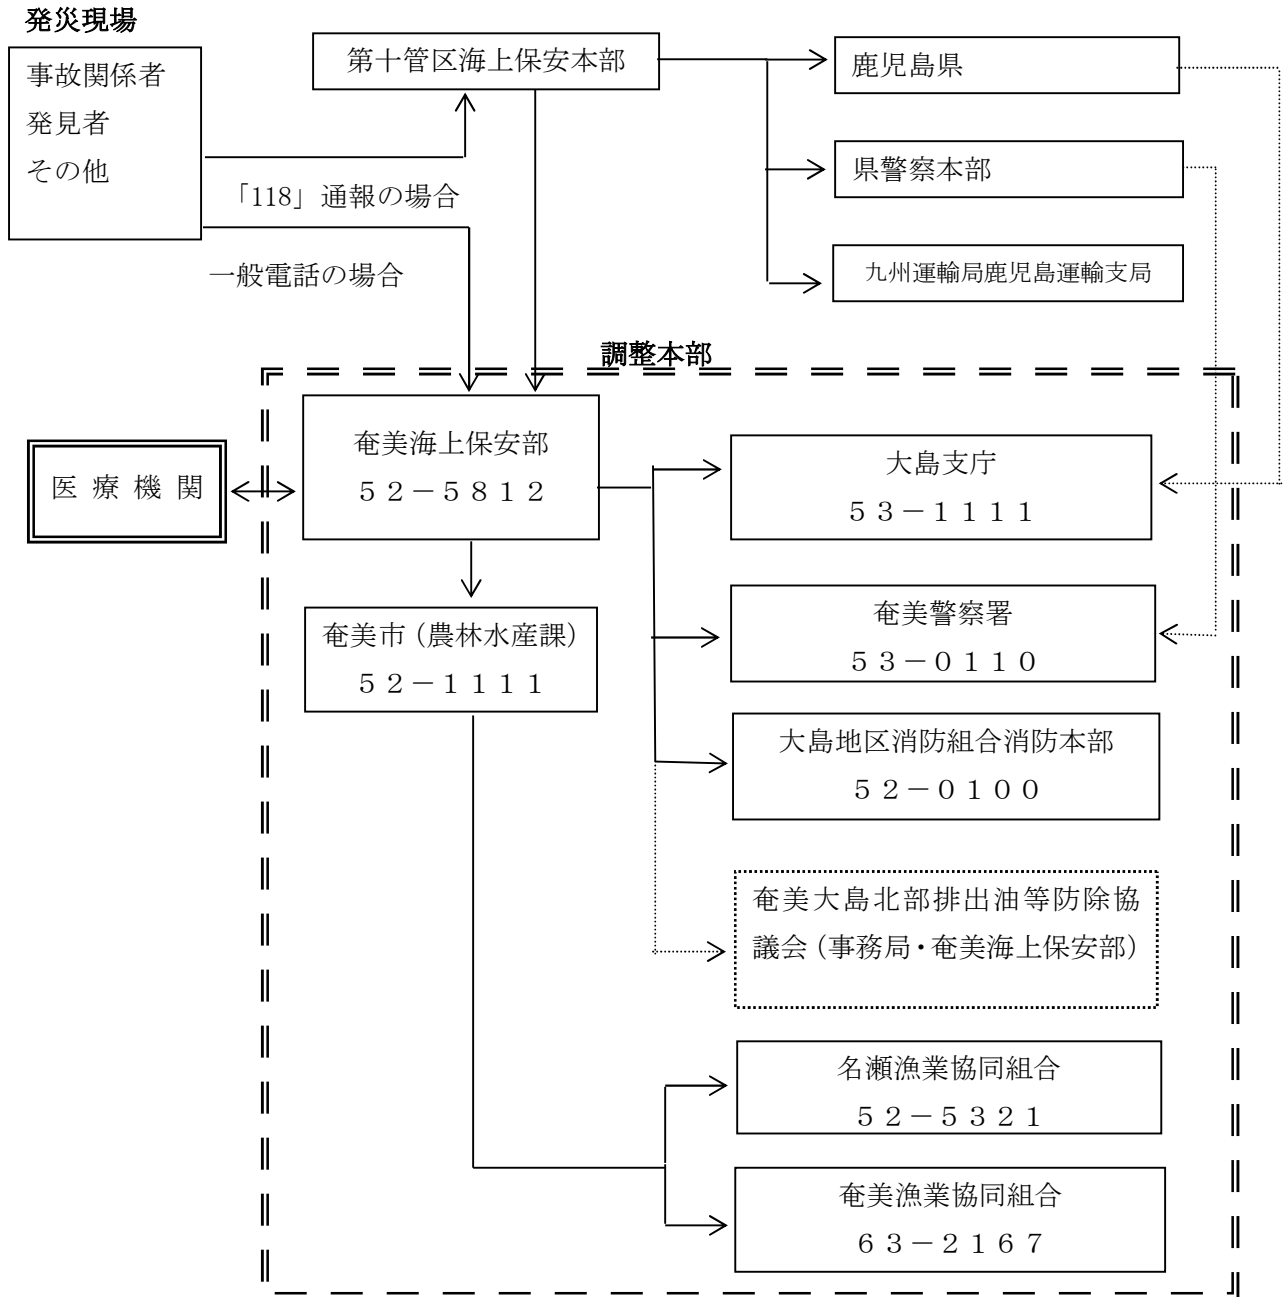 発災現場
事故関係者
発見者
その他
第十管区海上保安本部
鹿児島県
県警察本部
九州運輸局鹿児島運輸支局
「118」通報の場合
一般電話の場合
調整本部
医療機関
奄美海上保安部
５２－５８１２
奄美市（農林水産課）
５２－１１１１
大島支庁
５３－１１１１
奄美警察署
５３－０１１０
大島地区消防組合消防本部
５２－０１００
奄美大島北部排出油等防除協
議会（事務局・奄美海上保安部）
名瀬漁業協同組合
５２－５３２１
奄美漁業協同組合
６３－２１６７